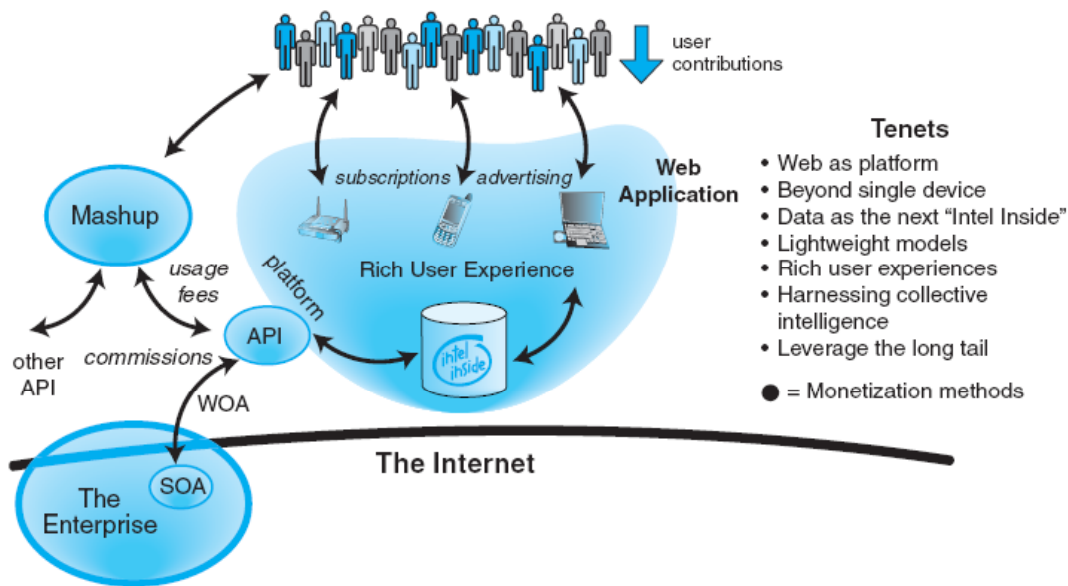 user
contributions
Tenets
• Web as platform
• Beyond single device
• Data as the next “Intel Inside”
• Lightweight models
• Rich user experiences
• Harnessing collective
intelligence
• Leverage the long tail
● = Monetization methods
Web
Application
subscriptions
advertising
Rich User Experience
Mashup
usage
fees
platform
API
intel
inside
other
API
commissions
WOA
The Internet
SOA
The
Enterprise